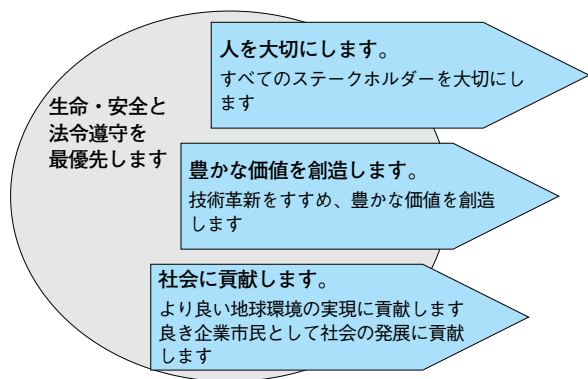 生命・安全と
法令遵守を
最優先します
人を大切にします。
すべてのステークホルダーを大切にし
ます
豊かな価値を創造します。
技術革新をすすめ、豊かな価値を創造
します
社会に貢献します。
より良い地球環境の実現に貢献します
良き企業市民として社会の発展に貢献
します